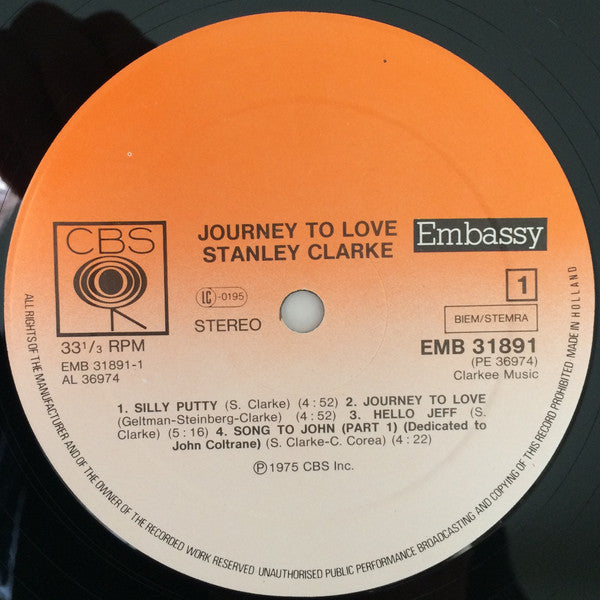 CBS
JOURNEY TO LOVE
STANLEY CLARKE
Embassy
LC-0195
STEREO
1
BIEM/STEMRA
33 1/3 RPM
EMB 31891-1
AL 36974
EMB 31891
(PE 36974)
Clarkee Music
1. SILLY PUTTY (S. Clarke) (4:52) 2. JOURNEY TO LOVE
(Geltman-Steinberg-Clarke) (4:52) 3. HELLO JEFF (S.
Clarke) (5:16) 4. SONG TO JOHN (PART 1) (Dedicated to
John Coltrane) (S. Clarke-C. Corea) (4:22)
℗1975 CBS Inc.
ALL RIGHTS OF THE MANUFACTURER AND OF THE OWNER OF THE RECORDED WORK RESERVED UNAUTHORISED PUBLIC PERFORMANCE BROADCASTING AND COPYING OF THIS RECORD PROHIBITED MADE IN HOLLAND